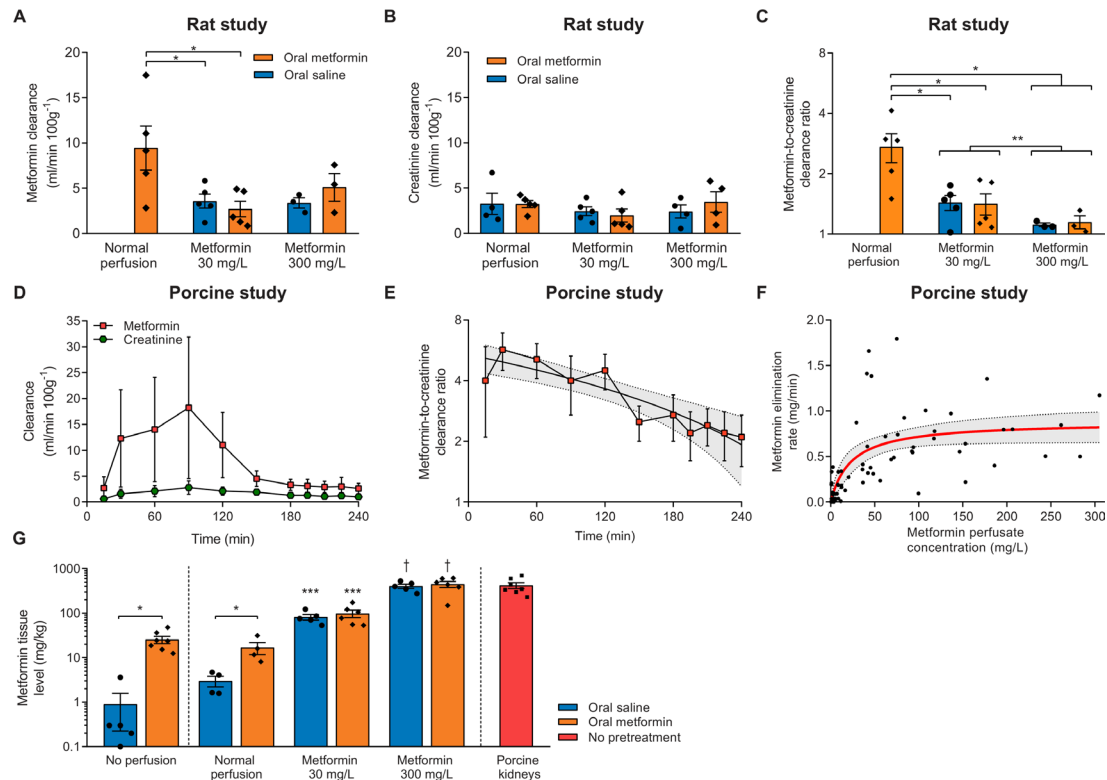 A
Rat study
Metformin clearance
(ml/min 100g⁻¹)
20
15
10
5
0
*
*
Oral metformin
Oral saline
Normal
perfusion
Metformin
30 mg/L
Metformin
300 mg/L
B
Rat study
Creatinine clearance
(ml/min 100g⁻¹)
20
15
10
5
0
Oral metformin
Oral saline
Normal
perfusion
Metformin
30 mg/L
Metformin
300 mg/L
C
Rat study
Metformin-to-creatinine
clearance ratio
8
4
2
1
*
*
*
**
Normal
perfusion
Metformin
30 mg/L
Metformin
300 mg/L
D
Porcine study
Clearance
(ml/min 100g⁻¹)
35
30
25
20
15
10
5
0
Metformin
Creatinine
0
60
120
180
240
Time (min)
E
Porcine study
Metformin-to-creatinine
clearance ratio
8
4
2
1
0
60
120
180
240
Time (min)
F
Porcine study
Metformin elimination
rate (mg/min)
2.0
1.5
1.0
0.5
0.0
0
50
100
150
200
250
300
Metformin perfusate
concentration (mg/L)
G
Metformin tissue
level (mg/kg)
1000
100
10
1
0.1
*
*
***
***
†
†
No perfusion
Normal
perfusion
Metformin
30 mg/L
Metformin
300 mg/L
Porcine
kidneys
Oral saline
Oral metformin
No pretreatment